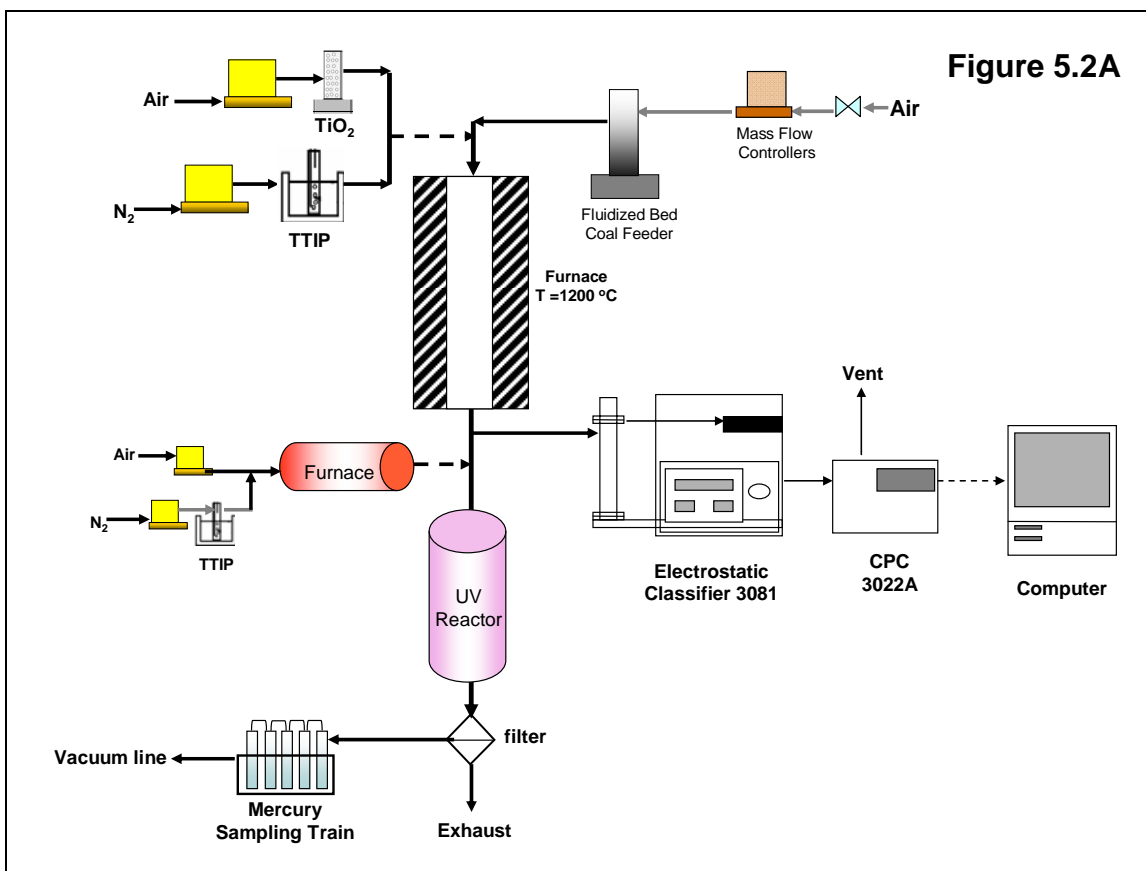 Figure 5.2A
Air
TiO2
N2
TTIP
Air
Mass Flow
Controllers
Fluidized Bed
Coal Feeder
Furnace
T =1200 oC
Vent
Air
Furnace
N2
TTIP
Electrostatic
Classifier 3081
CPC
3022A
Computer
UV
Reactor
filter
Vacuum line
Mercury
Sampling Train
Exhaust